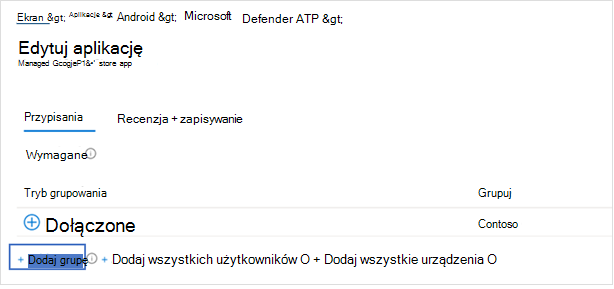 Ekran &gt; Aplikacje &gt Android &gt; Microsoft Defender ATP &gt;
Edytuj aplikację
Managed GcogjeP1&•' store app
Przypisania Recenzja + zapisywanie
Wymagane
Tryb grupowania Grupuj
Dołączone Contoso
+ Dodaj grupę + Dodaj wszystkich użytkowników O + Dodaj wszystkie urządzenia O